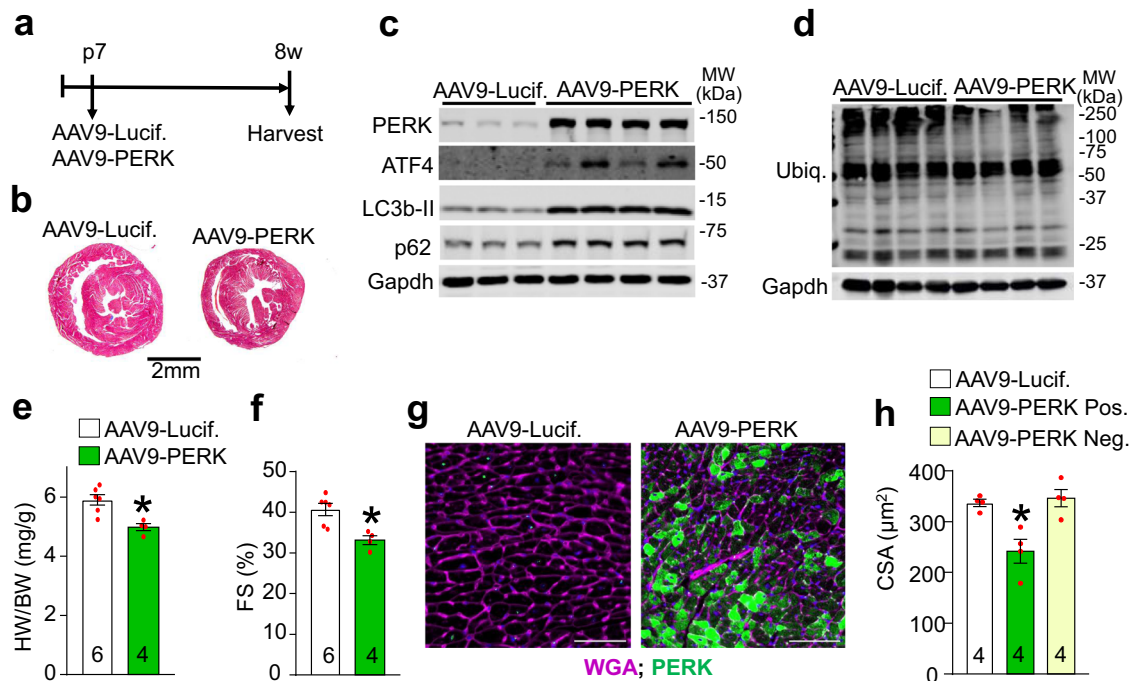 a
p7 8w
AAV9-Lucif. Harvest
AAV9-PERK
b
AAV9-Lucif. AAV9-PERK
2mm
c
AAV9-Lucif. AAV9-PERK MW
(kDa)
PERK -150
ATF4 -50
LC3b-II -15
p62 -75
Gapdh -37
d
AAV9-Lucif. AAV9-PERK MW
(kDa)
-250
-100
-75
Ubiq. -50
-37
-25
Gapdh -37
e
AAV9-Lucif.
AAV9-PERK
HW/BW (mg/g)
6
4
2
0
*
6 4
f
FS (%)
50
40
30
20
10
0
*
6 4
g
AAV9-Lucif. AAV9-PERK
WGA; PERK
h
AAV9-Lucif.
AAV9-PERK Pos.
AAV9-PERK Neg.
CSA (µm²)
400
300
200
100
0
*
4 4 4